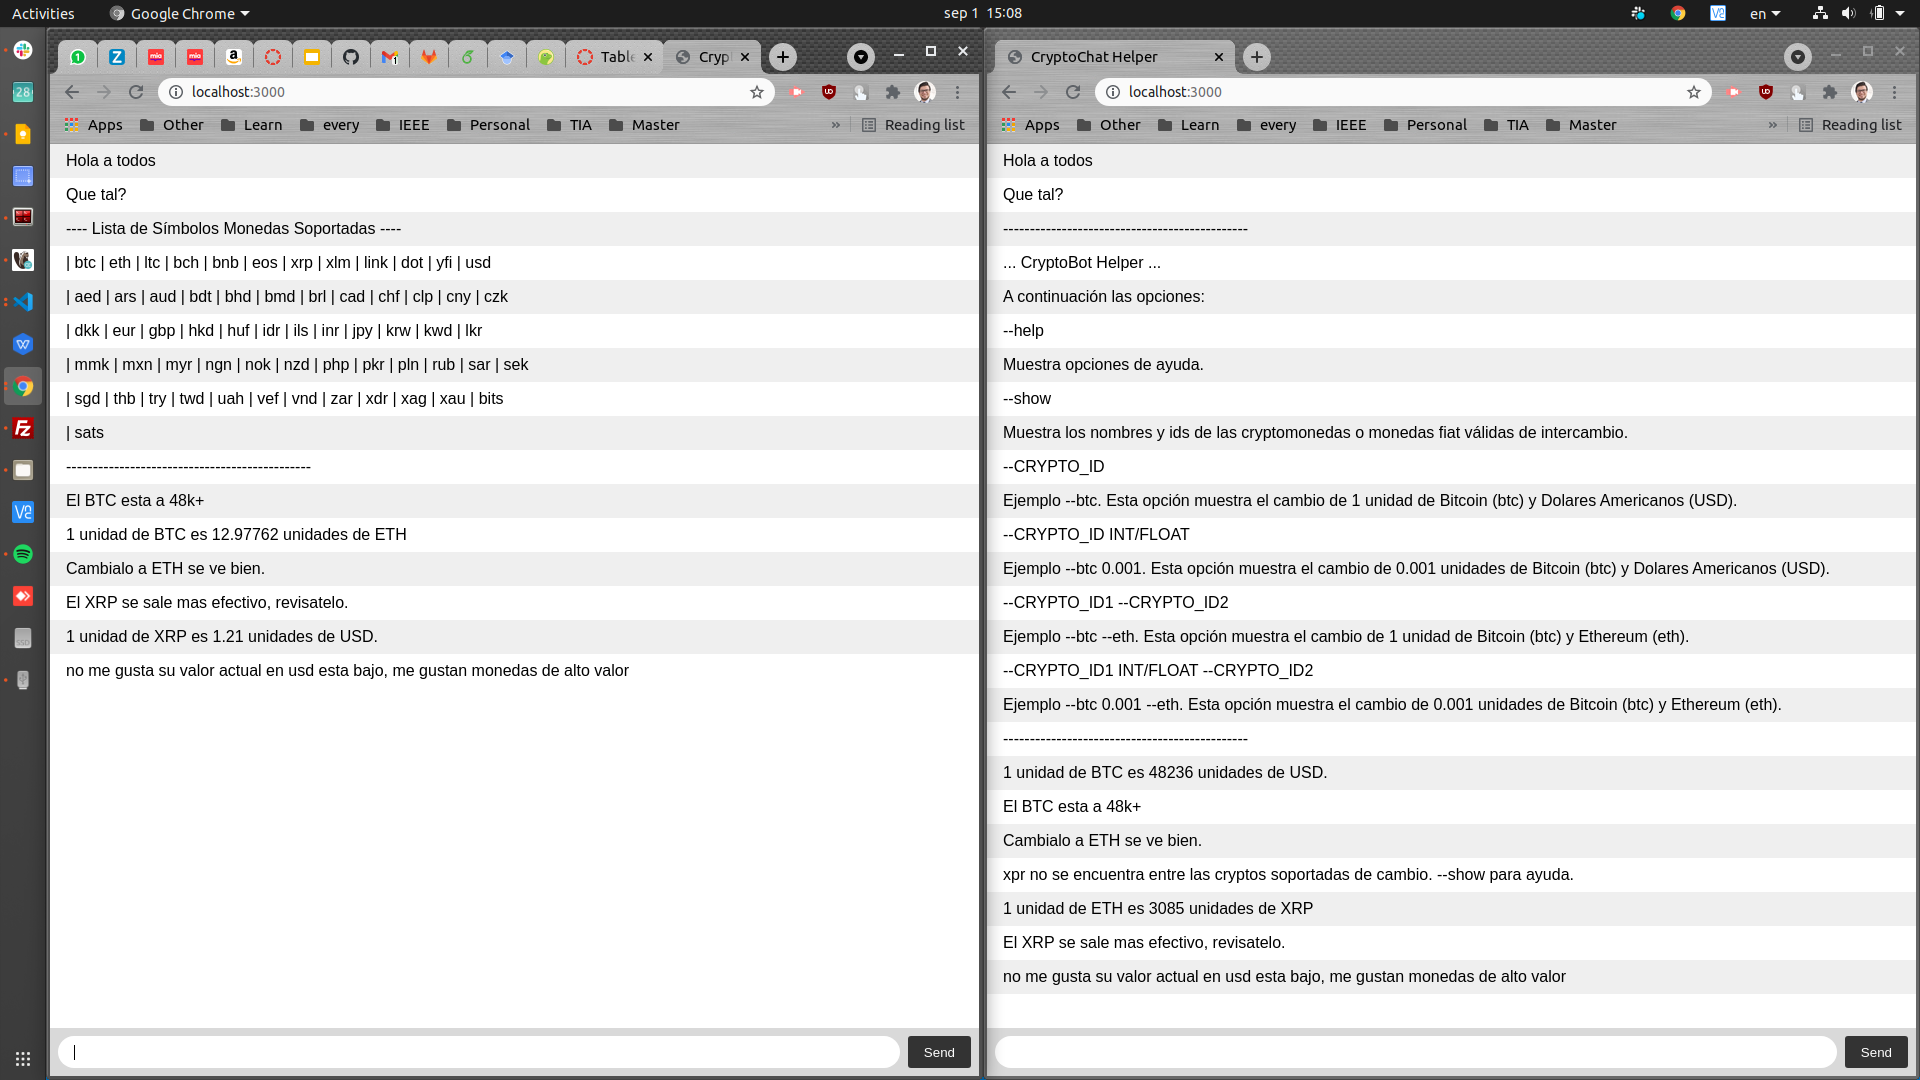 Activities
Google Chrome
sep 1 15:08
en
Table
Cryp
localhost:3000
Apps
Other
Learn
every
IEEE
Personal
TIA
Master
»
Reading list
Hola a todos
Que tal?
---- Lista de Símbolos Monedas Soportadas ----
| btc | eth | ltc | bch | bnb | eos | xrp | xlm | link | dot | yfi | usd
| aed | ars | aud | bdt | bhd | bmd | brl | cad | chf | clp | cny | czk
| dkk | eur | gbp | hkd | huf | idr | ils | inr | jpy | krw | kwd | lkr
| mmk | mxn | myr | ngn | nok | nzd | php | pkr | pln | rub | sar | sek
| sgd | thb | try | twd | uah | vef | vnd | zar | xdr | xag | xau | bits
| sats
----------------------------------------------
El BTC esta a 48k+
1 unidad de BTC es 12.97762 unidades de ETH
Cambialo a ETH se ve bien.
El XRP se sale mas efectivo, revisatelo.
1 unidad de XRP es 1.21 unidades de USD.
no me gusta su valor actual en usd esta bajo, me gustan monedas de alto valor
Send
CryptoChat Helper
localhost:3000
Apps
Other
Learn
every
IEEE
Personal
TIA
Master
»
Reading list
Hola a todos
Que tal?
----------------------------------------------
... CryptoBot Helper ...
A continuación las opciones:
--help
Muestra opciones de ayuda.
--show
Muestra los nombres y ids de las cryptomonedas o monedas fiat válidas de intercambio.
--CRYPTO_ID
Ejemplo --btc. Esta opción muestra el cambio de 1 unidad de Bitcoin (btc) y Dolares Americanos (USD).
--CRYPTO_ID INT/FLOAT
Ejemplo --btc 0.001. Esta opción muestra el cambio de 0.001 unidades de Bitcoin (btc) y Dolares Americanos (USD).
--CRYPTO_ID1 --CRYPTO_ID2
Ejemplo --btc --eth. Esta opción muestra el cambio de 1 unidad de Bitcoin (btc) y Ethereum (eth).
--CRYPTO_ID1 INT/FLOAT --CRYPTO_ID2
Ejemplo --btc 0.001 --eth. Esta opción muestra el cambio de 0.001 unidades de Bitcoin (btc) y Ethereum (eth).
----------------------------------------------
1 unidad de BTC es 48236 unidades de USD.
El BTC esta a 48k+
Cambialo a ETH se ve bien.
xpr no se encuentra entre las cryptos soportadas de cambio. --show para ayuda.
1 unidad de ETH es 3085 unidades de XRP
El XRP se sale mas efectivo, revisatelo.
no me gusta su valor actual en usd esta bajo, me gustan monedas de alto valor
Send